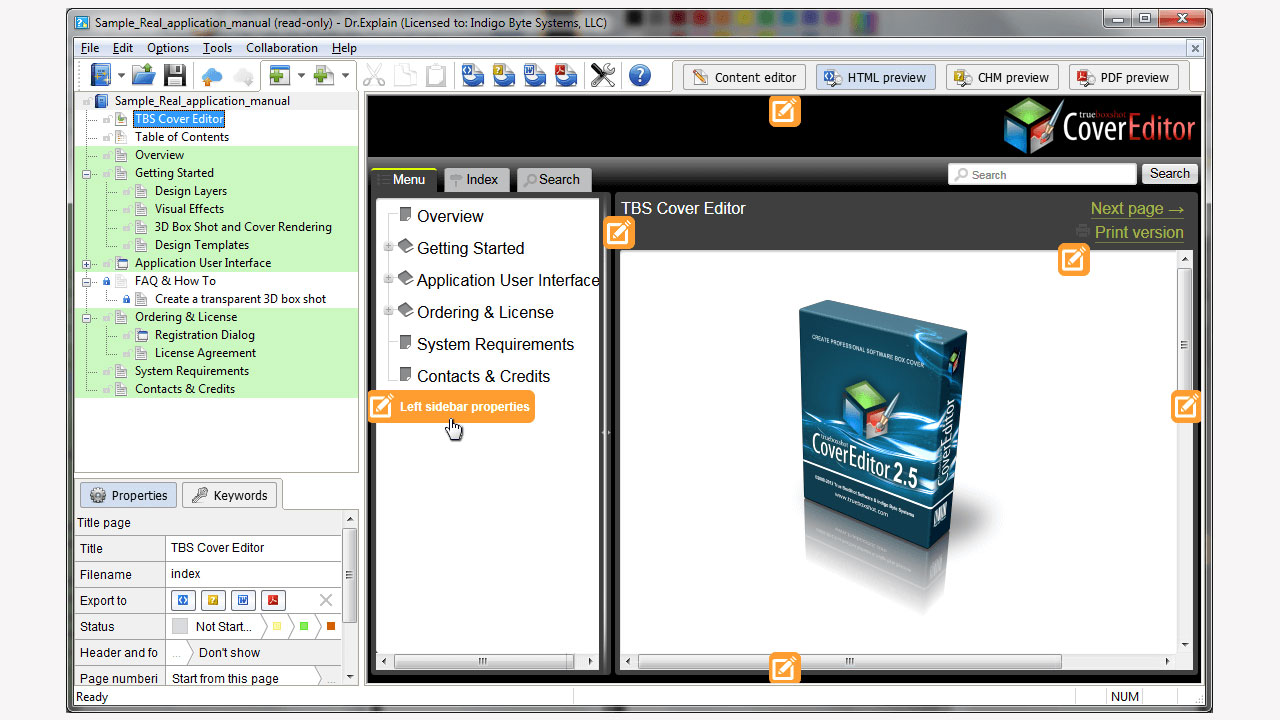 Sample_Real_application_manual (read-only) - Dr.Explain (Licensed to: Indigo Byte Systems, LLC)
File Edit Options Tools Collaboration Help
Content editor HTML preview CHM preview PDF preview
Sample_Real_application_manual
TBS Cover Editor
Table of Contents
Overview
Getting Started
Design Layers
Visual Effects
3D Box Shot and Cover Rendering
Design Templates
Application User Interface
FAQ & How To
Create a transparent 3D box shot
Ordering & License
Registration Dialog
License Agreement
System Requirements
Contacts & Credits
Properties Keywords
Title page
Title TBS Cover Editor
Filename index
Export to
Status Not Start...
Header and fo ... Don't show
Page numberi Start from this page ...
trueboxshot
CoverEditor
Menu Index Search
Search Search
Overview
Getting Started
Application User Interface
Ordering & License
System Requirements
Contacts & Credits
Left sidebar properties
TBS Cover Editor
Next page →
Print version
CREATE PROFESSIONAL SOFTWARE BOX COVER
trueboxshot
CoverEditor 2.5
www.trueboxshot.com
CoverEditor
Ready NUM